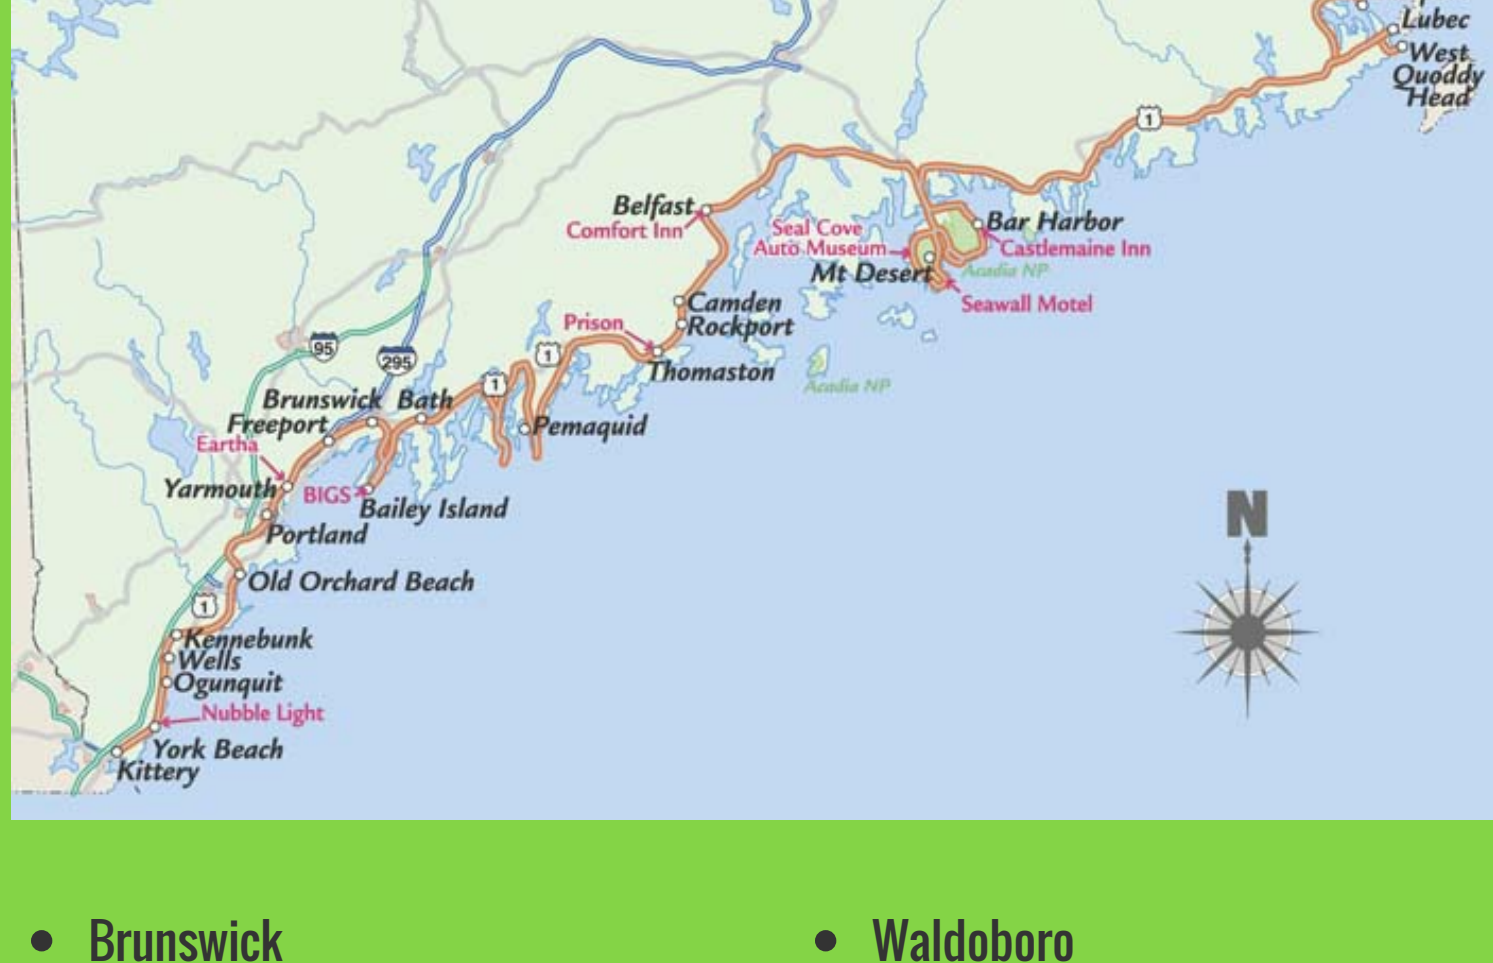 Lubec
West
Quoddy
Head
1
Belfast
Comfort Inn
Seal Cove
Auto Museum
Bar Harbor
Castlemaine Inn
Mt Desert
Acadia NP
Seawall Motel
Camden
Prison
Rockport
95
295
1
Thomaston
Acadia NP
1
Brunswick
Bath
Freeport
Pemaquid
Eartha
Yarmouth
BIGS
Bailey Island
Portland
N
Old Orchard Beach
1
Kennebunk
Wells
Ogunquit
Nubble Light
York Beach
Kittery
• Brunswick
• Waldoboro